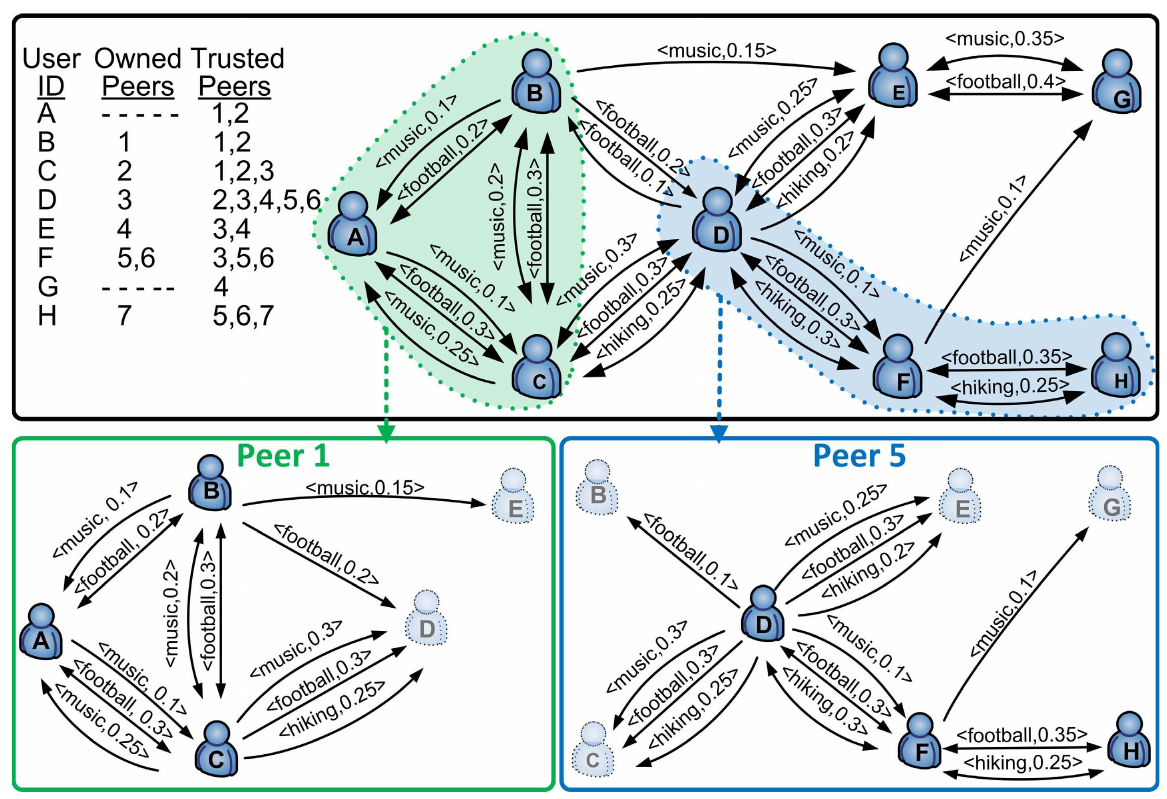 User Owned Trusted
ID Peers Peers
A - - - - - 1,2
B 1 1,2
C 2 1,2,3
D 3 2,3,4,5,6
E 4 3,4
F 5,6 3,5,6
G - - - - - 4
H 7 5,6,7
<music,0.15>
<music,0.35>
<football,0.4>
B
E
G
<music,0.1>
<football,0.2>
<football,0.2>
<football,0.1>
<music,0.25>
<football,0.3>
<hiking,0.2>
<music,0.2>
<football,0.3>
A
D
<music,0.1>
<football,0.3>
<music,0.25>
<music,0.3>
<football,0.3>
<hiking,0.25>
<music,0.1>
<football,0.3>
<hiking,0.3>
<music,0.1>
C
F
H
<football,0.35>
<hiking,0.25>
Peer 1
B
E
<music,0.15>
<music, 0.1>
<football, 0.2>
<football,0.2>
<music,0.2>
<football,0.3>
A
D
<music, 0.1>
<football, 0.3>
<music,0.25>
<music,0.3>
<football,0.3>
<hiking,0.25>
C
Peer 5
B
E
G
<football,0.1>
<music,0.25>
<football,0.3>
<hiking,0.2>
D
<music,0.3>
<football,0.3>
<hiking,0.25>
<music,0.1>
<football,0.3>
<hiking,0.3>
<music,0.1>
C
F
H
<football,0.35>
<hiking,0.25>